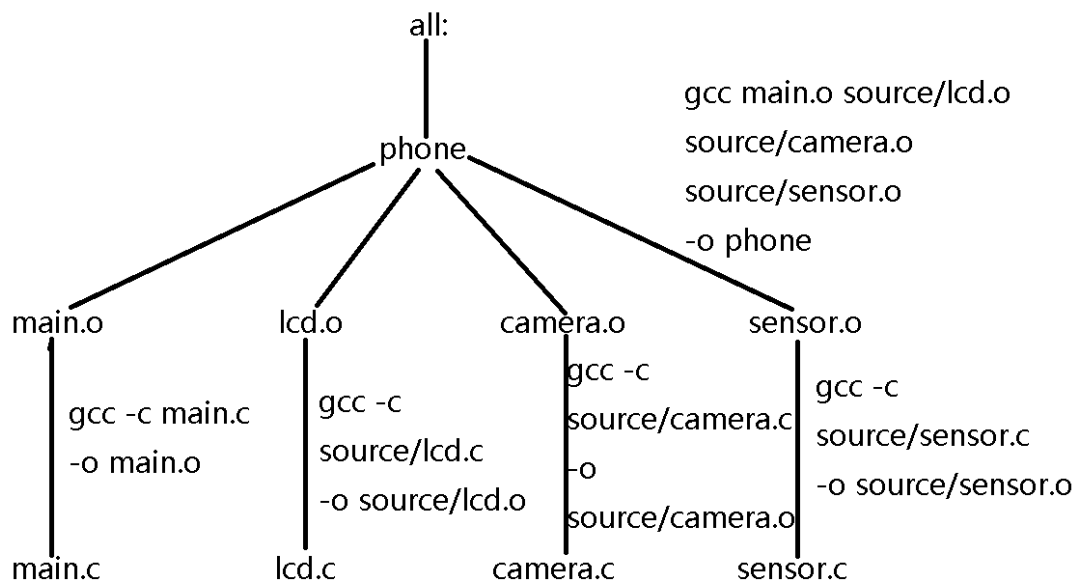 all:
phone
gcc main.o source/lcd.o
source/camera.o
source/sensor.o
-o phone
main.o
lcd.o
camera.o
sensor.o
gcc -c main.c
-o main.o
gcc -c
source/lcd.c
-o source/lcd.o
gcc -c
source/camera.c
-o
source/camera.o
gcc -c
source/sensor.c
-o source/sensor.o
main.c
lcd.c
camera.c
sensor.c